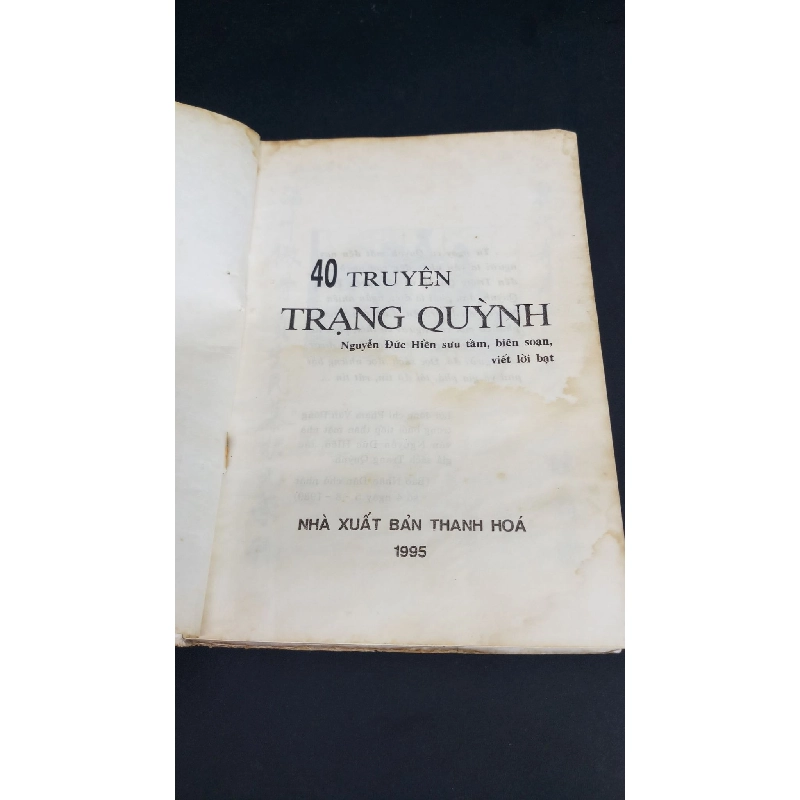 40 TRUYỆN
TRẠNG QUỲNH
Nguyễn Đức Hiền sưu tầm, biên soạn,
viết lời bạt
NHÀ XUẤT BẢN THANH HOÁ
1995